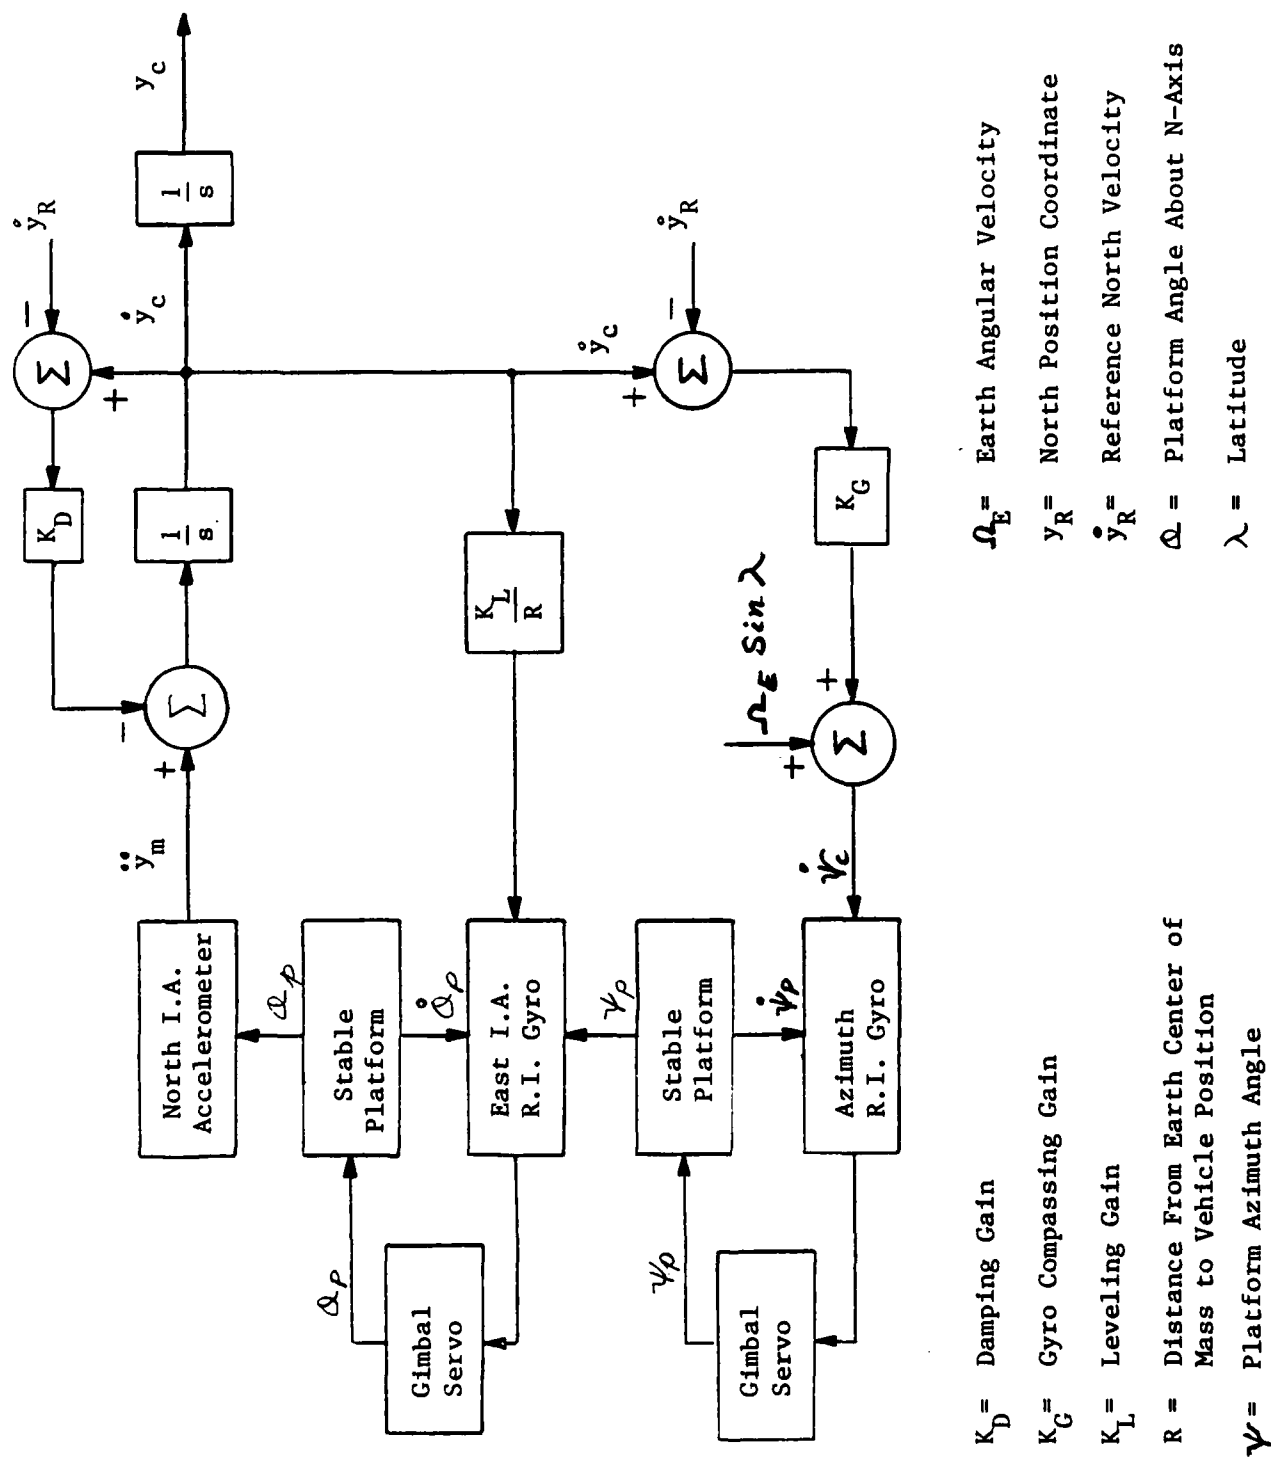 North I.A.
Accelerometer
ÿ_m
+
−
Σ
1/s
K_D
Σ
−
+
ẏ_R
ẏ_c
1/s
y_c
Gimbal
Servo
θ_p
Stable
Platform
θ_p
θ̇_p
East I.A.
R.I. Gyro
K_L/R
ẏ_c
+
−
Σ
ẏ_R
Gimbal
Servo
ψ_p
Stable
Platform
ψ_p
ψ̇_p
Azimuth
R.I. Gyro
ψ̇_c
Σ
+
+
Ω_E Sin λ
K_G
K_D = Damping Gain
K_G = Gyro Compassing Gain
K_L = Leveling Gain
R = Distance From Earth Center of
Mass to Vehicle Position
ψ = Platform Azimuth Angle
Ω_E = Earth Angular Velocity
y_R = North Position Coordinate
ẏ_R = Reference North Velocity
θ = Platform Angle About N-Axis
λ = Latitude